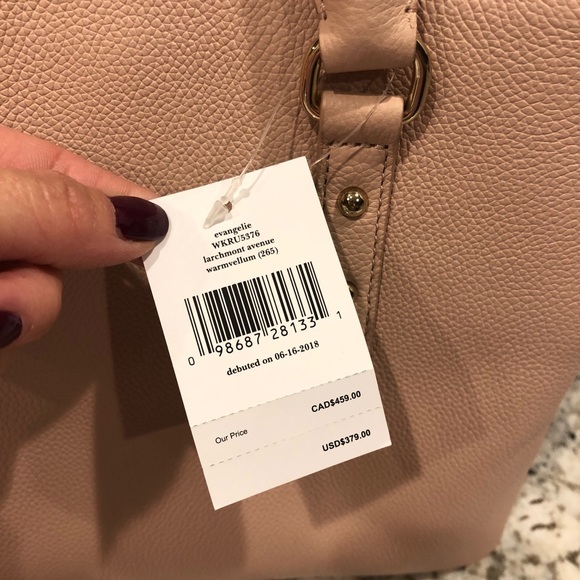 evangelie
WKRU5376
larchmont avenue
warmvellum (265)
0 98687 28133 1
debuted on 06-16-2018
CAD$459.00
Our Price
USD$379.00